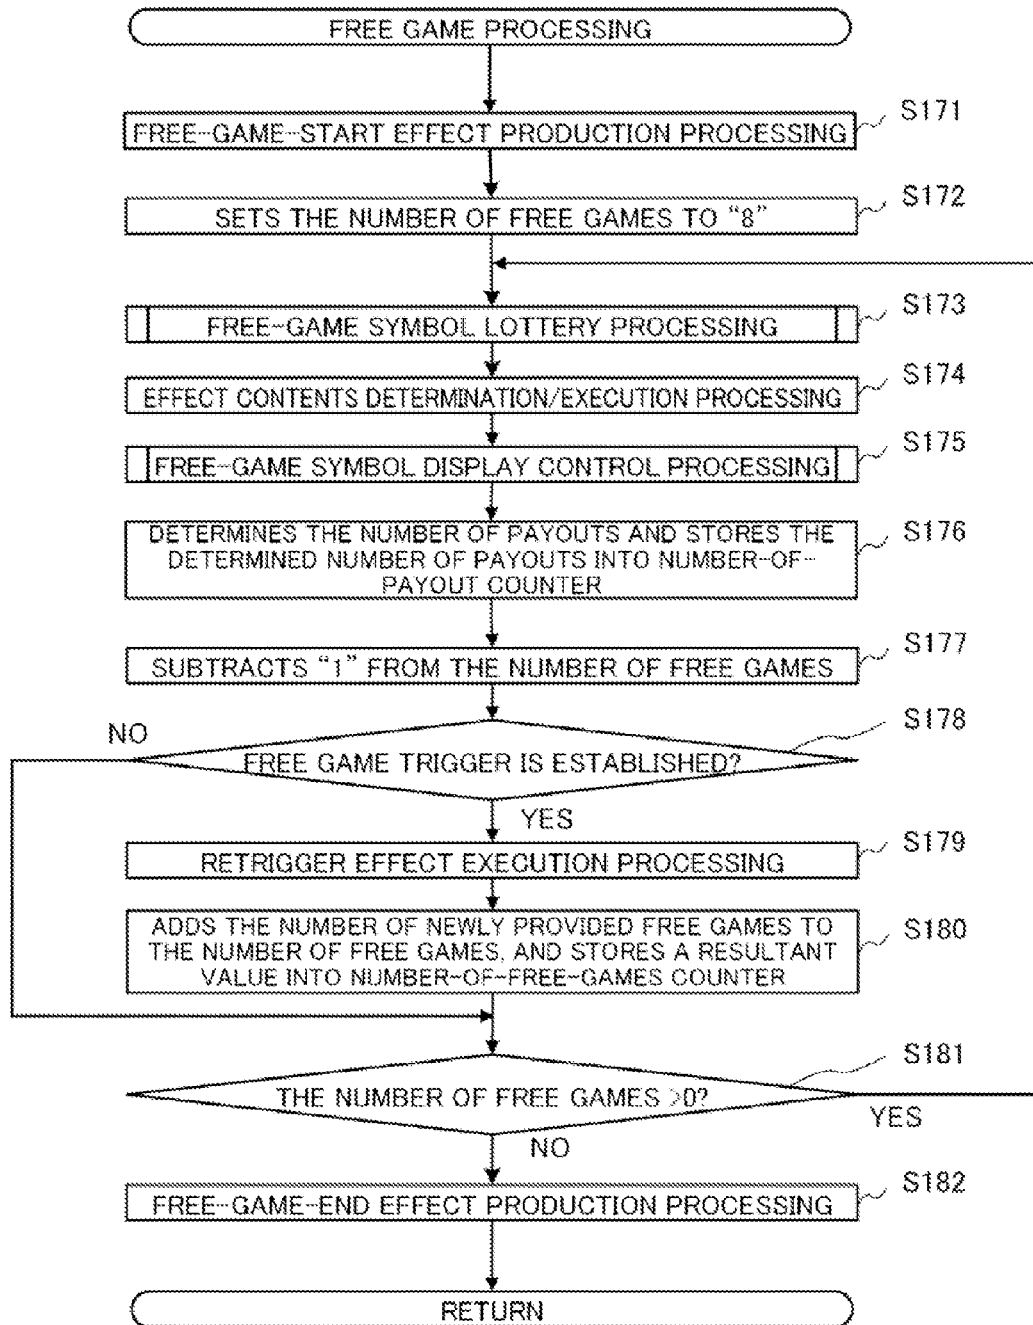 FREE GAME PROCESSING
FREE-GAME-START EFFECT PRODUCTION PROCESSING
S171
SETS THE NUMBER OF FREE GAMES TO “8”
S172
FREE-GAME SYMBOL LOTTERY PROCESSING
S173
EFFECT CONTENTS DETERMINATION/EXECUTION PROCESSING
S174
FREE-GAME SYMBOL DISPLAY CONTROL PROCESSING
S175
DETERMINES THE NUMBER OF PAYOUTS AND STORES THE
DETERMINED NUMBER OF PAYOUTS INTO NUMBER-OF-
PAYOUT COUNTER
S176
SUBTRACTS “1” FROM THE NUMBER OF FREE GAMES
S177
FREE GAME TRIGGER IS ESTABLISHED?
S178
NO
YES
RETRIGGER EFFECT EXECUTION PROCESSING
S179
ADDS THE NUMBER OF NEWLY PROVIDED FREE GAMES TO
THE NUMBER OF FREE GAMES, AND STORES A RESULTANT
VALUE INTO NUMBER-OF-FREE-GAMES COUNTER
S180
THE NUMBER OF FREE GAMES >0?
S181
YES
NO
FREE-GAME-END EFFECT PRODUCTION PROCESSING
S182
RETURN